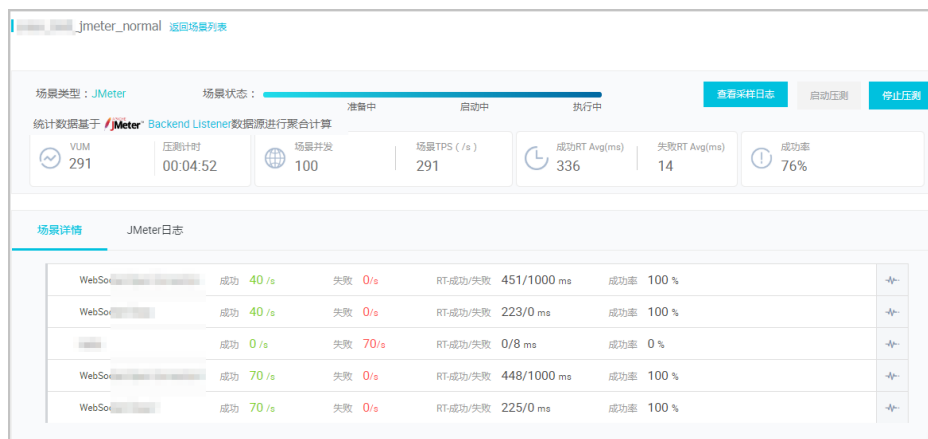 _jmeter_normal 返回场景列表
场景类型：JMeter 场景状态： 准备中 启动中 执行中 查看采样日志 启动压测 停止压测
统计数据基于 APACHE JMeter™ Backend Listener数据源进行聚合计算
VUM 压测计时 场景并发 场景TPS（/s） 成功RT Avg(ms) 失败RT Avg(ms) 成功率
291 00:04:52 100 291 336 14 76%
场景详情 JMeter日志
WebSoc 成功 40 /s 失败 0/s RT-成功/失败 451/1000 ms 成功率 100 %
WebSoc 成功 40 /s 失败 0/s RT-成功/失败 223/0 ms 成功率 100 %
成功 0 /s 失败 70/s RT-成功/失败 0/8 ms 成功率 0 %
WebSoc 成功 70 /s 失败 0/s RT-成功/失败 448/1000 ms 成功率 100 %
WebSoc 成功 70 /s 失败 0/s RT-成功/失败 225/0 ms 成功率 100 %